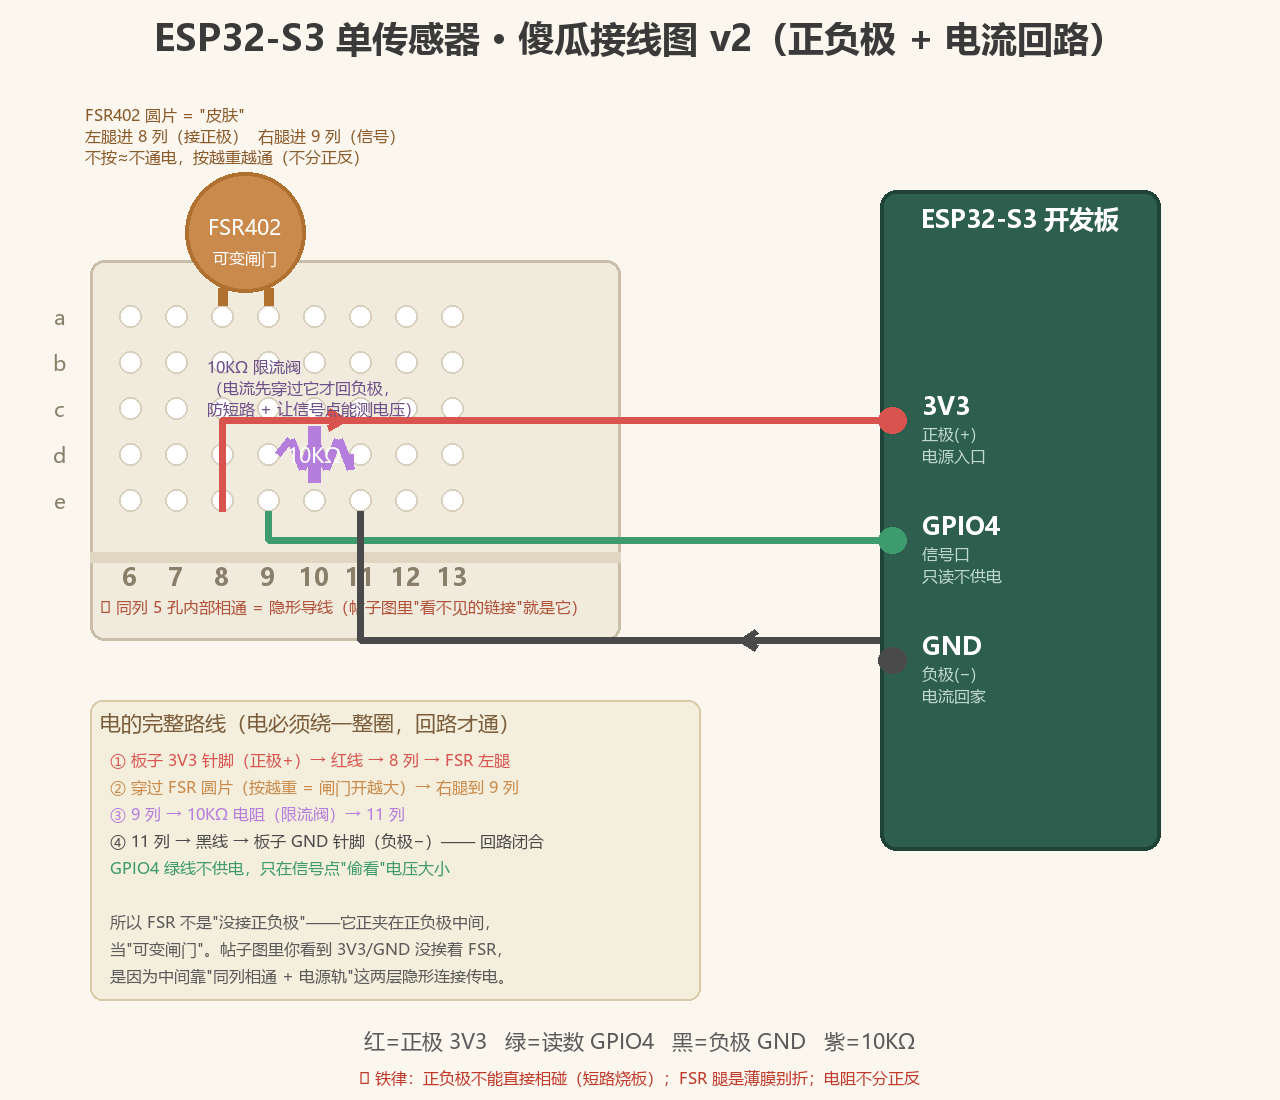 ESP32-S3 单传感器 • 傻瓜接线图 v2（正负极 + 电流回路）
FSR402 圆片 = "皮肤"
左腿进 8 列（接正极） 右腿进 9 列（信号）
不按≈不通电，按越重越通（不分正反）
FSR402
可变闸门
ESP32-S3 开发板
a
b
c
d
e
10KΩ 限流阀
（电流先穿过它才回负极，
防短路 + 让信号点能测电压）
10KΩ
3V3
正极(+)
电源入口
GPIO4
信号口
只读不供电
GND
负极(−)
电流回家
6 7 8 9 10 11 12 13
同列 5 孔内部相通 = 隐形导线（帖子图里"看不见的链接"就是它）
电的完整路线（电必须绕一整圈，回路才通）
① 板子 3V3 针脚（正极+）→ 红线 → 8 列 → FSR 左腿
② 穿过 FSR 圆片（按越重 = 闸门开越大）→ 右腿到 9 列
③ 9 列 → 10KΩ 电阻（限流阀）→ 11 列
④ 11 列 → 黑线 → 板子 GND 针脚（负极−）—— 回路闭合
GPIO4 绿线不供电，只在信号点"偷看"电压大小
所以 FSR 不是"没接正负极"——它正夹在正负极中间，
当"可变闸门"。帖子图里你看到 3V3/GND 没挨着 FSR，
是因为中间靠"同列相通 + 电源轨"这两层隐形连接传电。
红=正极 3V3 绿=读数 GPIO4 黑=负极 GND 紫=10KΩ
铁律：正负极不能直接相碰（短路烧板）；FSR 腿是薄膜别折；电阻不分正反